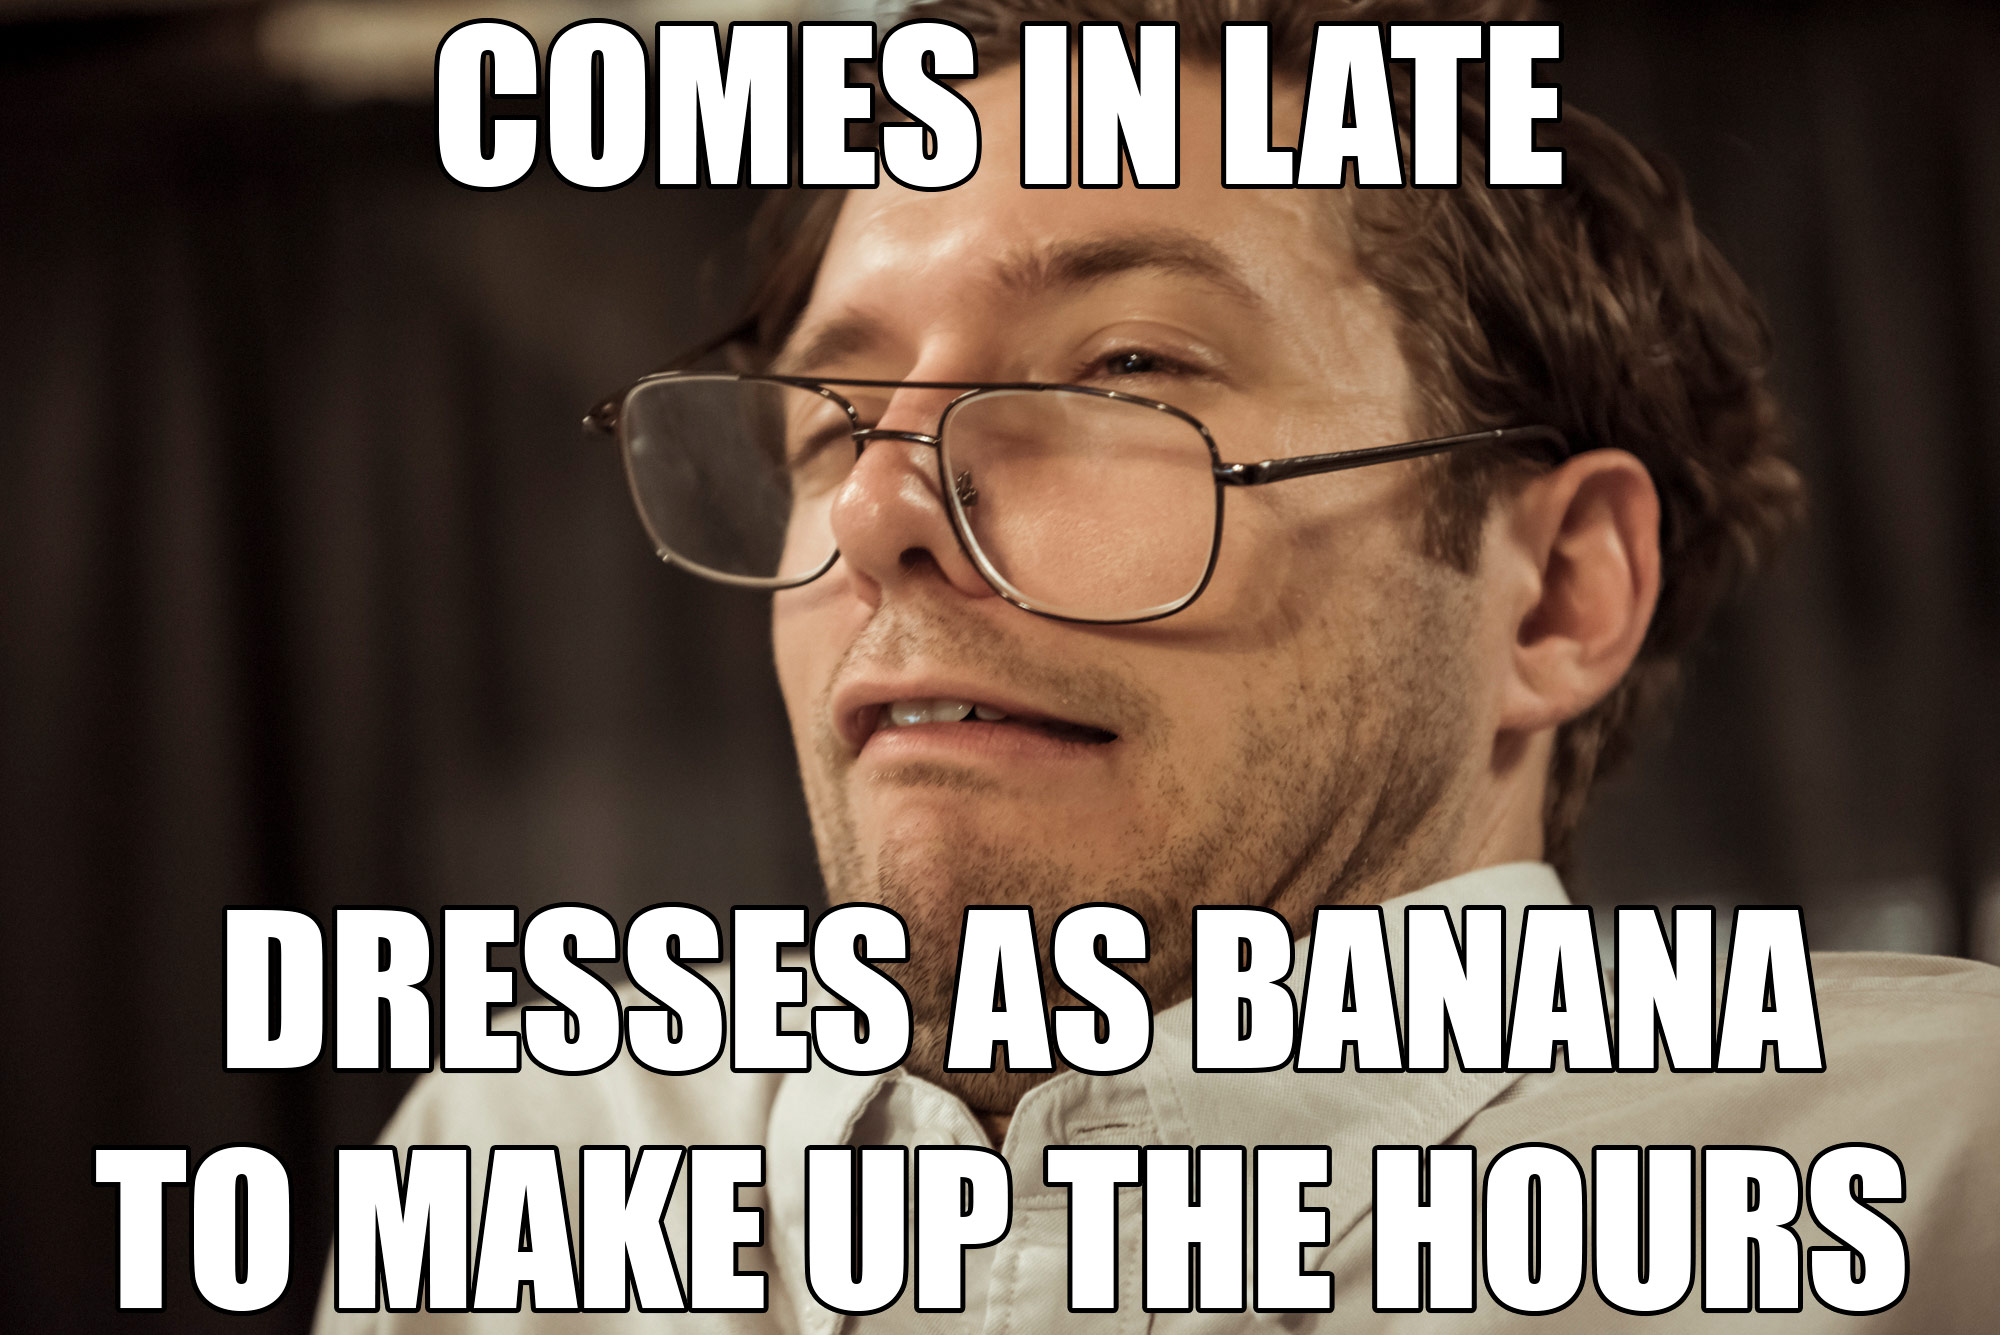 COMES IN LATE
DRESSES AS BANANA
TO MAKE UP THE HOURS